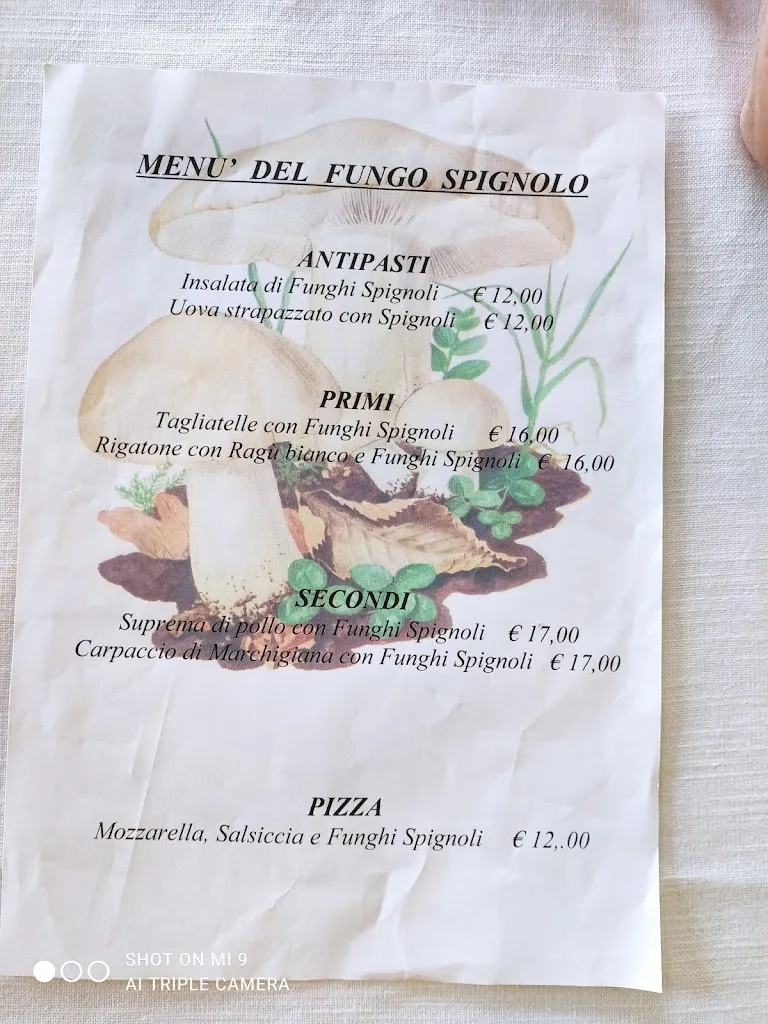 MENU' DEL FUNGO SPIGNOLO
ANTIPASTI
Insalata di Funghi Spignoli € 12,00
Uova strapazzato con Spignoli € 12,00
PRIMI
Tagliatelle con Funghi Spignoli € 16,00
Rigatone con Ragù bianco e Funghi Spignoli € 16,00
SECONDI
Suprema di pollo con Funghi Spignoli € 17,00
Carpaccio di Marchigiana con Funghi Spignoli € 17,00
PIZZA
Mozzarella, Salsiccia e Funghi Spignoli € 12,.00
SHOT ON MI 9
AI TRIPLE CAMERA